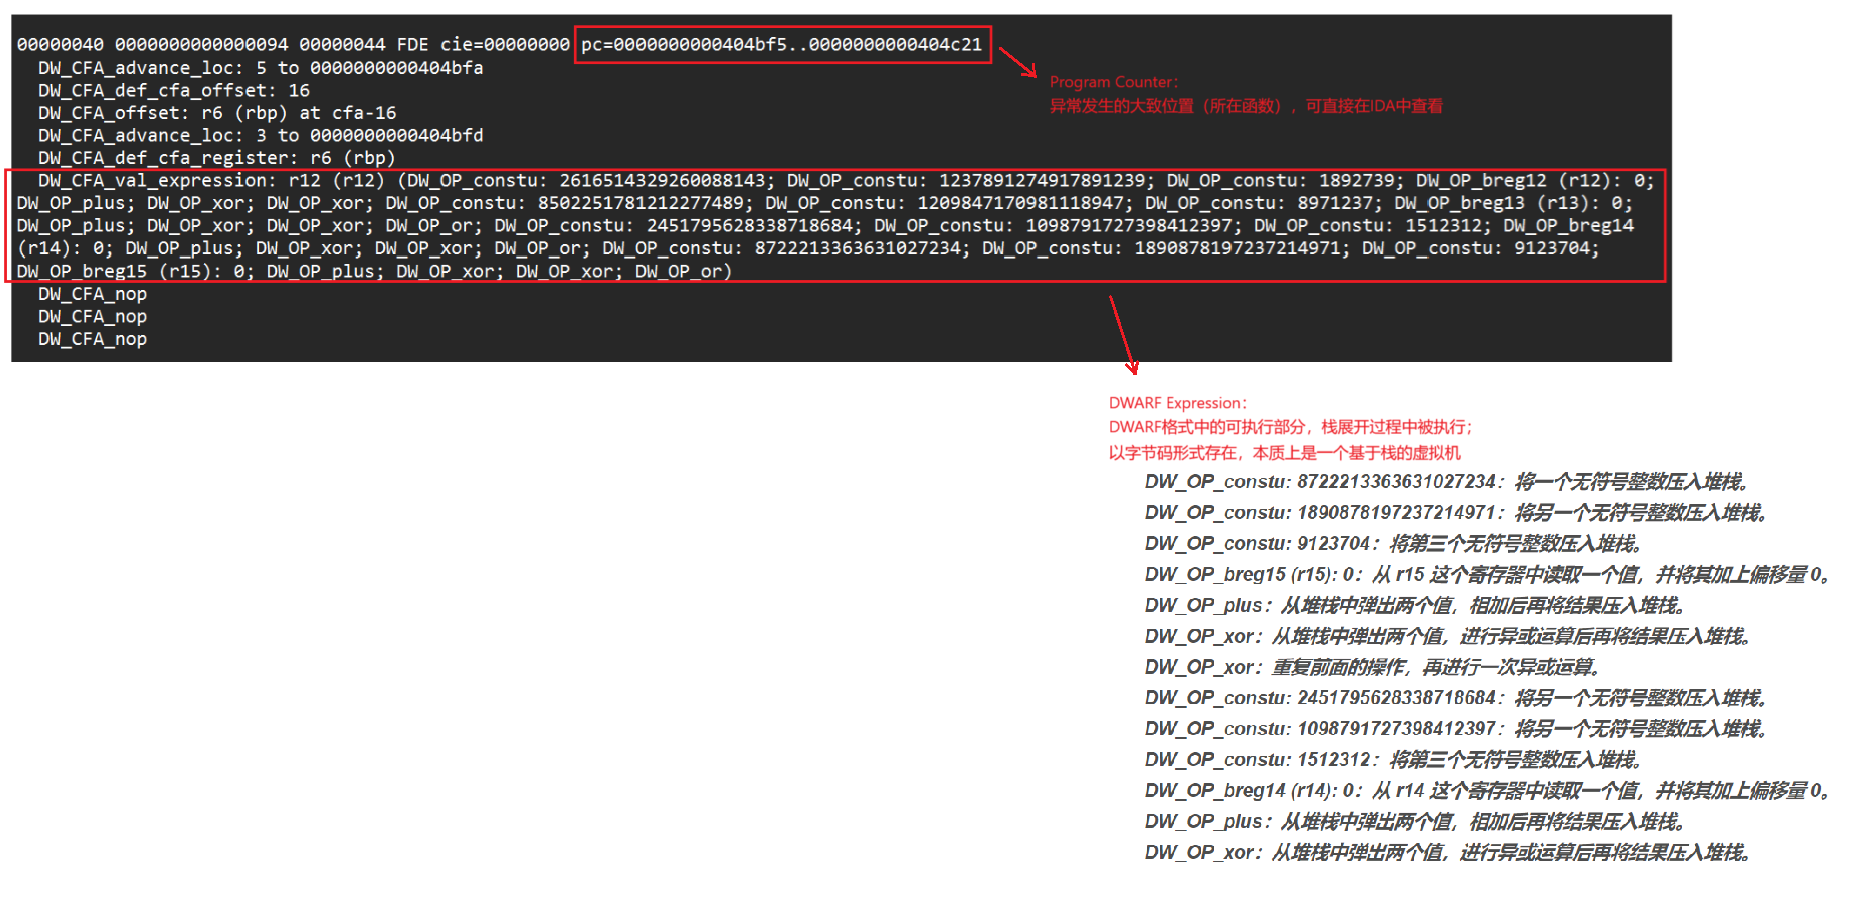 00000040 0000000000000094 00000044 FDE cie=00000000 pc=0000000000404bf5..0000000000404c21
DW_CFA_advance_loc: 5 to 0000000000404bfa
DW_CFA_def_cfa_offset: 16
DW_CFA_offset: r6 (rbp) at cfa-16
DW_CFA_advance_loc: 3 to 0000000000404bfd
DW_CFA_def_cfa_register: r6 (rbp)
DW_CFA_val_expression: r12 (r12) (DW_OP_constu: 2616514329260088143; DW_OP_constu: 1237891274917891239; DW_OP_constu: 1892739; DW_OP_breg12 (r12): 0;
DW_OP_plus; DW_OP_xor; DW_OP_xor; DW_OP_constu: 8502251781212277489; DW_OP_constu: 1209847170981118947; DW_OP_constu: 8971237; DW_OP_breg13 (r13): 0;
DW_OP_plus; DW_OP_xor; DW_OP_xor; DW_OP_or; DW_OP_constu: 2451795628338718684; DW_OP_constu: 1098791727398412397; DW_OP_constu: 1512312; DW_OP_breg14
(r14): 0; DW_OP_plus; DW_OP_xor; DW_OP_xor; DW_OP_or; DW_OP_constu: 8722213363631027234; DW_OP_constu: 1890878197237214971; DW_OP_constu: 9123704;
DW_OP_breg15 (r15): 0; DW_OP_plus; DW_OP_xor; DW_OP_xor; DW_OP_or)
DW_CFA_nop
DW_CFA_nop
DW_CFA_nop
Program Counter：
异常发生的大致位置（所在函数），可直接在IDA中查看
DWARF Expression：
DWARF格式中的可执行部分，栈展开过程中被执行；
以字节码形式存在，本质上是一个基于栈的虚拟机
DW_OP_constu: 8722213363631027234：将一个无符号整数压入堆栈。
DW_OP_constu: 1890878197237214971：将另一个无符号整数压入堆栈。
DW_OP_constu: 9123704：将第三个无符号整数压入堆栈。
DW_OP_breg15 (r15): 0：从 r15 这个寄存器中读取一个值，并将其加上偏移量 0。
DW_OP_plus：从堆栈中弹出两个值，相加后再将结果压入堆栈。
DW_OP_xor：从堆栈中弹出两个值，进行异或运算后再将结果压入堆栈。
DW_OP_xor：重复前面的操作，再进行一次异或运算。
DW_OP_constu: 2451795628338718684：将另一个无符号整数压入堆栈。
DW_OP_constu: 1098791727398412397：将另一个无符号整数压入堆栈。
DW_OP_constu: 1512312：将第三个无符号整数压入堆栈。
DW_OP_breg14 (r14): 0：从 r14 这个寄存器中读取一个值，并将其加上偏移量 0。
DW_OP_plus：从堆栈中弹出两个值，相加后再将结果压入堆栈。
DW_OP_xor：从堆栈中弹出两个值，进行异或运算后再将结果压入堆栈。